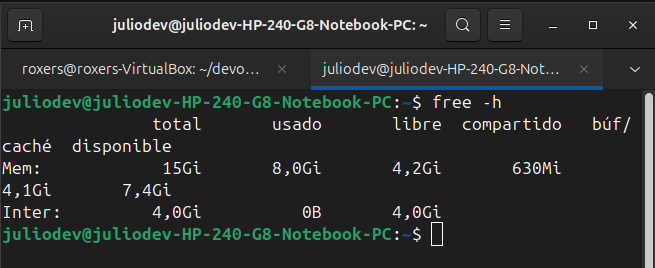 juliodev@juliodev-HP-240-G8-Notebook-PC: ~
roxers@roxers-VirtualBox: ~/devo...
juliodev@juliodev-HP-240-G8-Not...
juliodev@juliodev-HP-240-G8-Notebook-PC:~$ free -h
total usado libre compartido búf/
caché disponible
Mem: 15Gi 8,0Gi 4,2Gi 630Mi
4,1Gi 7,4Gi
Inter: 4,0Gi 0B 4,0Gi
juliodev@juliodev-HP-240-G8-Notebook-PC:~$